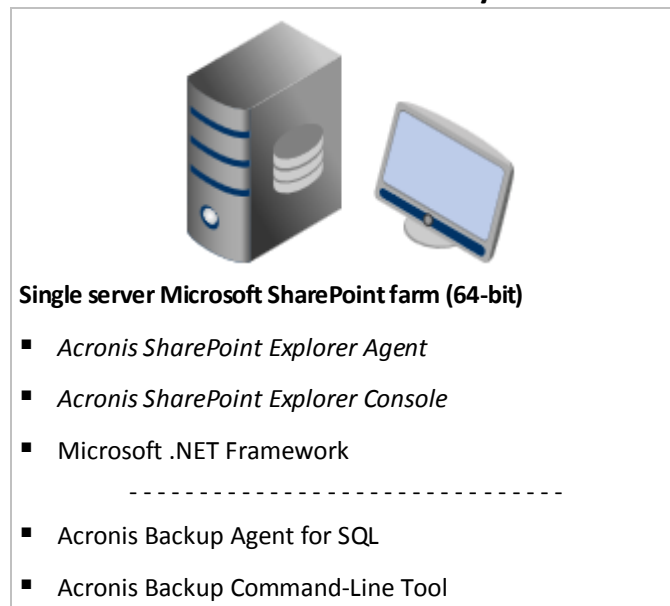 Single server Microsoft SharePoint farm (64-bit)
▪ Acronis SharePoint Explorer Agent
▪ Acronis SharePoint Explorer Console
▪ Microsoft .NET Framework
- - - - - - - - - - - - - - - - - - - - - - - - - - - - - - -
▪ Acronis Backup Agent for SQL
▪ Acronis Backup Command-Line Tool